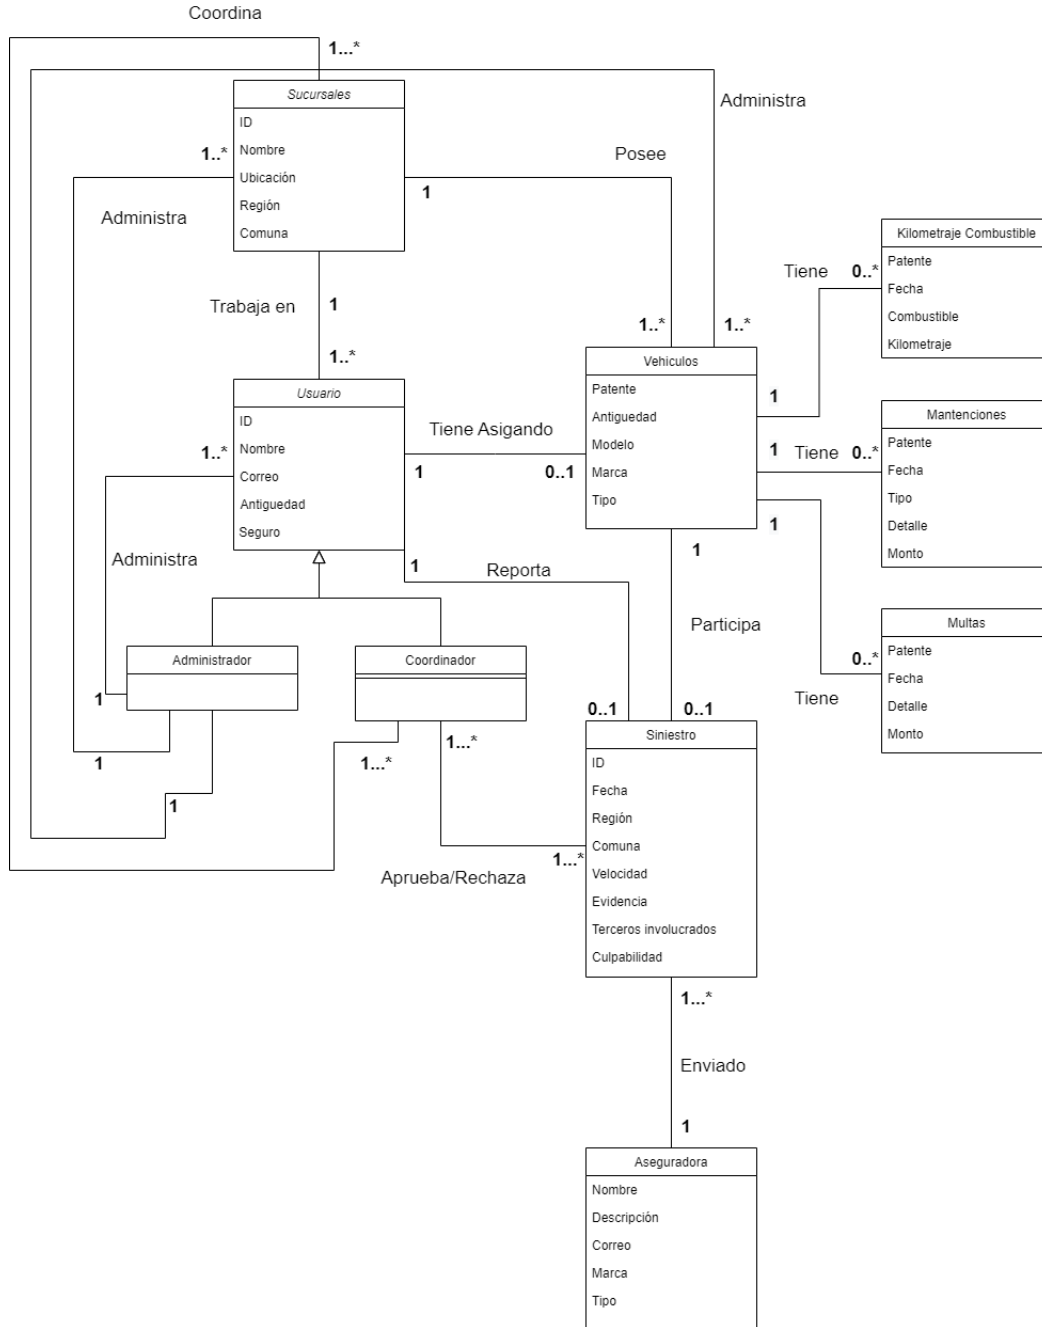 Coordina
1...*
Sucursales
ID
Nombre
Ubicación
Región
Comuna
1..*
Administra
1
Posee
Administra
Trabaja en
1
1..*
1..*
1..*
Usuario
ID
Nombre
Correo
Antiguedad
Seguro
1..*
Tiene Asigando
1
0..1
Vehiculos
Patente
Antiguedad
Modelo
Marca
Tipo
Tiene
0..*
1
Kilometraje Combustible
Patente
Fecha
Combustible
Kilometraje
1
Tiene
0..*
Mantenciones
Patente
Fecha
Tipo
Detalle
Monto
1
0..*
Tiene
Multas
Patente
Fecha
Detalle
Monto
Administra
1
Reporta
1
Participa
0..1
0..1
Administrador
Coordinador
1
1
1
1...*
1...*
Aprueba/Rechaza
1...*
Siniestro
ID
Fecha
Región
Comuna
Velocidad
Evidencia
Terceros involucrados
Culpabilidad
1...*
Enviado
1
Aseguradora
Nombre
Descripción
Correo
Marca
Tipo